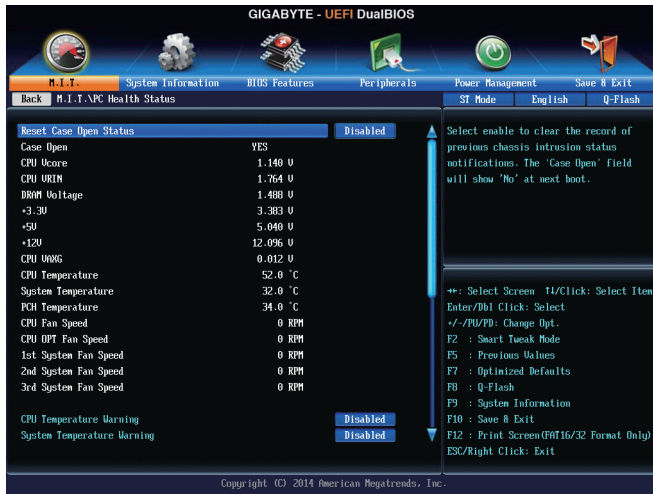 GIGABYTE - UEFI DualBIOS
M.I.T. System Information BIOS Features Peripherals Power Management Save & Exit
Back M.I.T.\PC Health Status ST Mode English Q-Flash
Reset Case Open Status Disabled
Case Open YES
CPU Vcore 1.140 V
CPU VRIN 1.764 V
DRAM Voltage 1.488 V
+3.3V 3.383 V
+5V 5.040 V
+12V 12.096 V
CPU VAXG 0.012 V
CPU Temperature 52.0 °C
System Temperature 32.0 °C
PCH Temperature 34.0 °C
CPU Fan Speed 0 RPM
CPU OPT Fan Speed 0 RPM
1st System Fan Speed 0 RPM
2nd System Fan Speed 0 RPM
3rd System Fan Speed 0 RPM
CPU Temperature Warning Disabled
System Temperature Warning Disabled
Select enable to clear the record of
previous chassis intrusion status
notifications. The 'Case Open' field
will show 'No' at next boot.
→←: Select Screen ↑↓/Click: Select Item
Enter/Dbl Click: Select
+/-/PU/PD: Change Opt.
F2 : Smart Tweak Mode
F5 : Previous Values
F7 : Optimized Defaults
F8 : Q-Flash
F9 : System Information
F10 : Save & Exit
F12 : Print Screen(FAT16/32 Format Only)
ESC/Right Click: Exit
Copyright (C) 2014 American Megatrends, Inc.